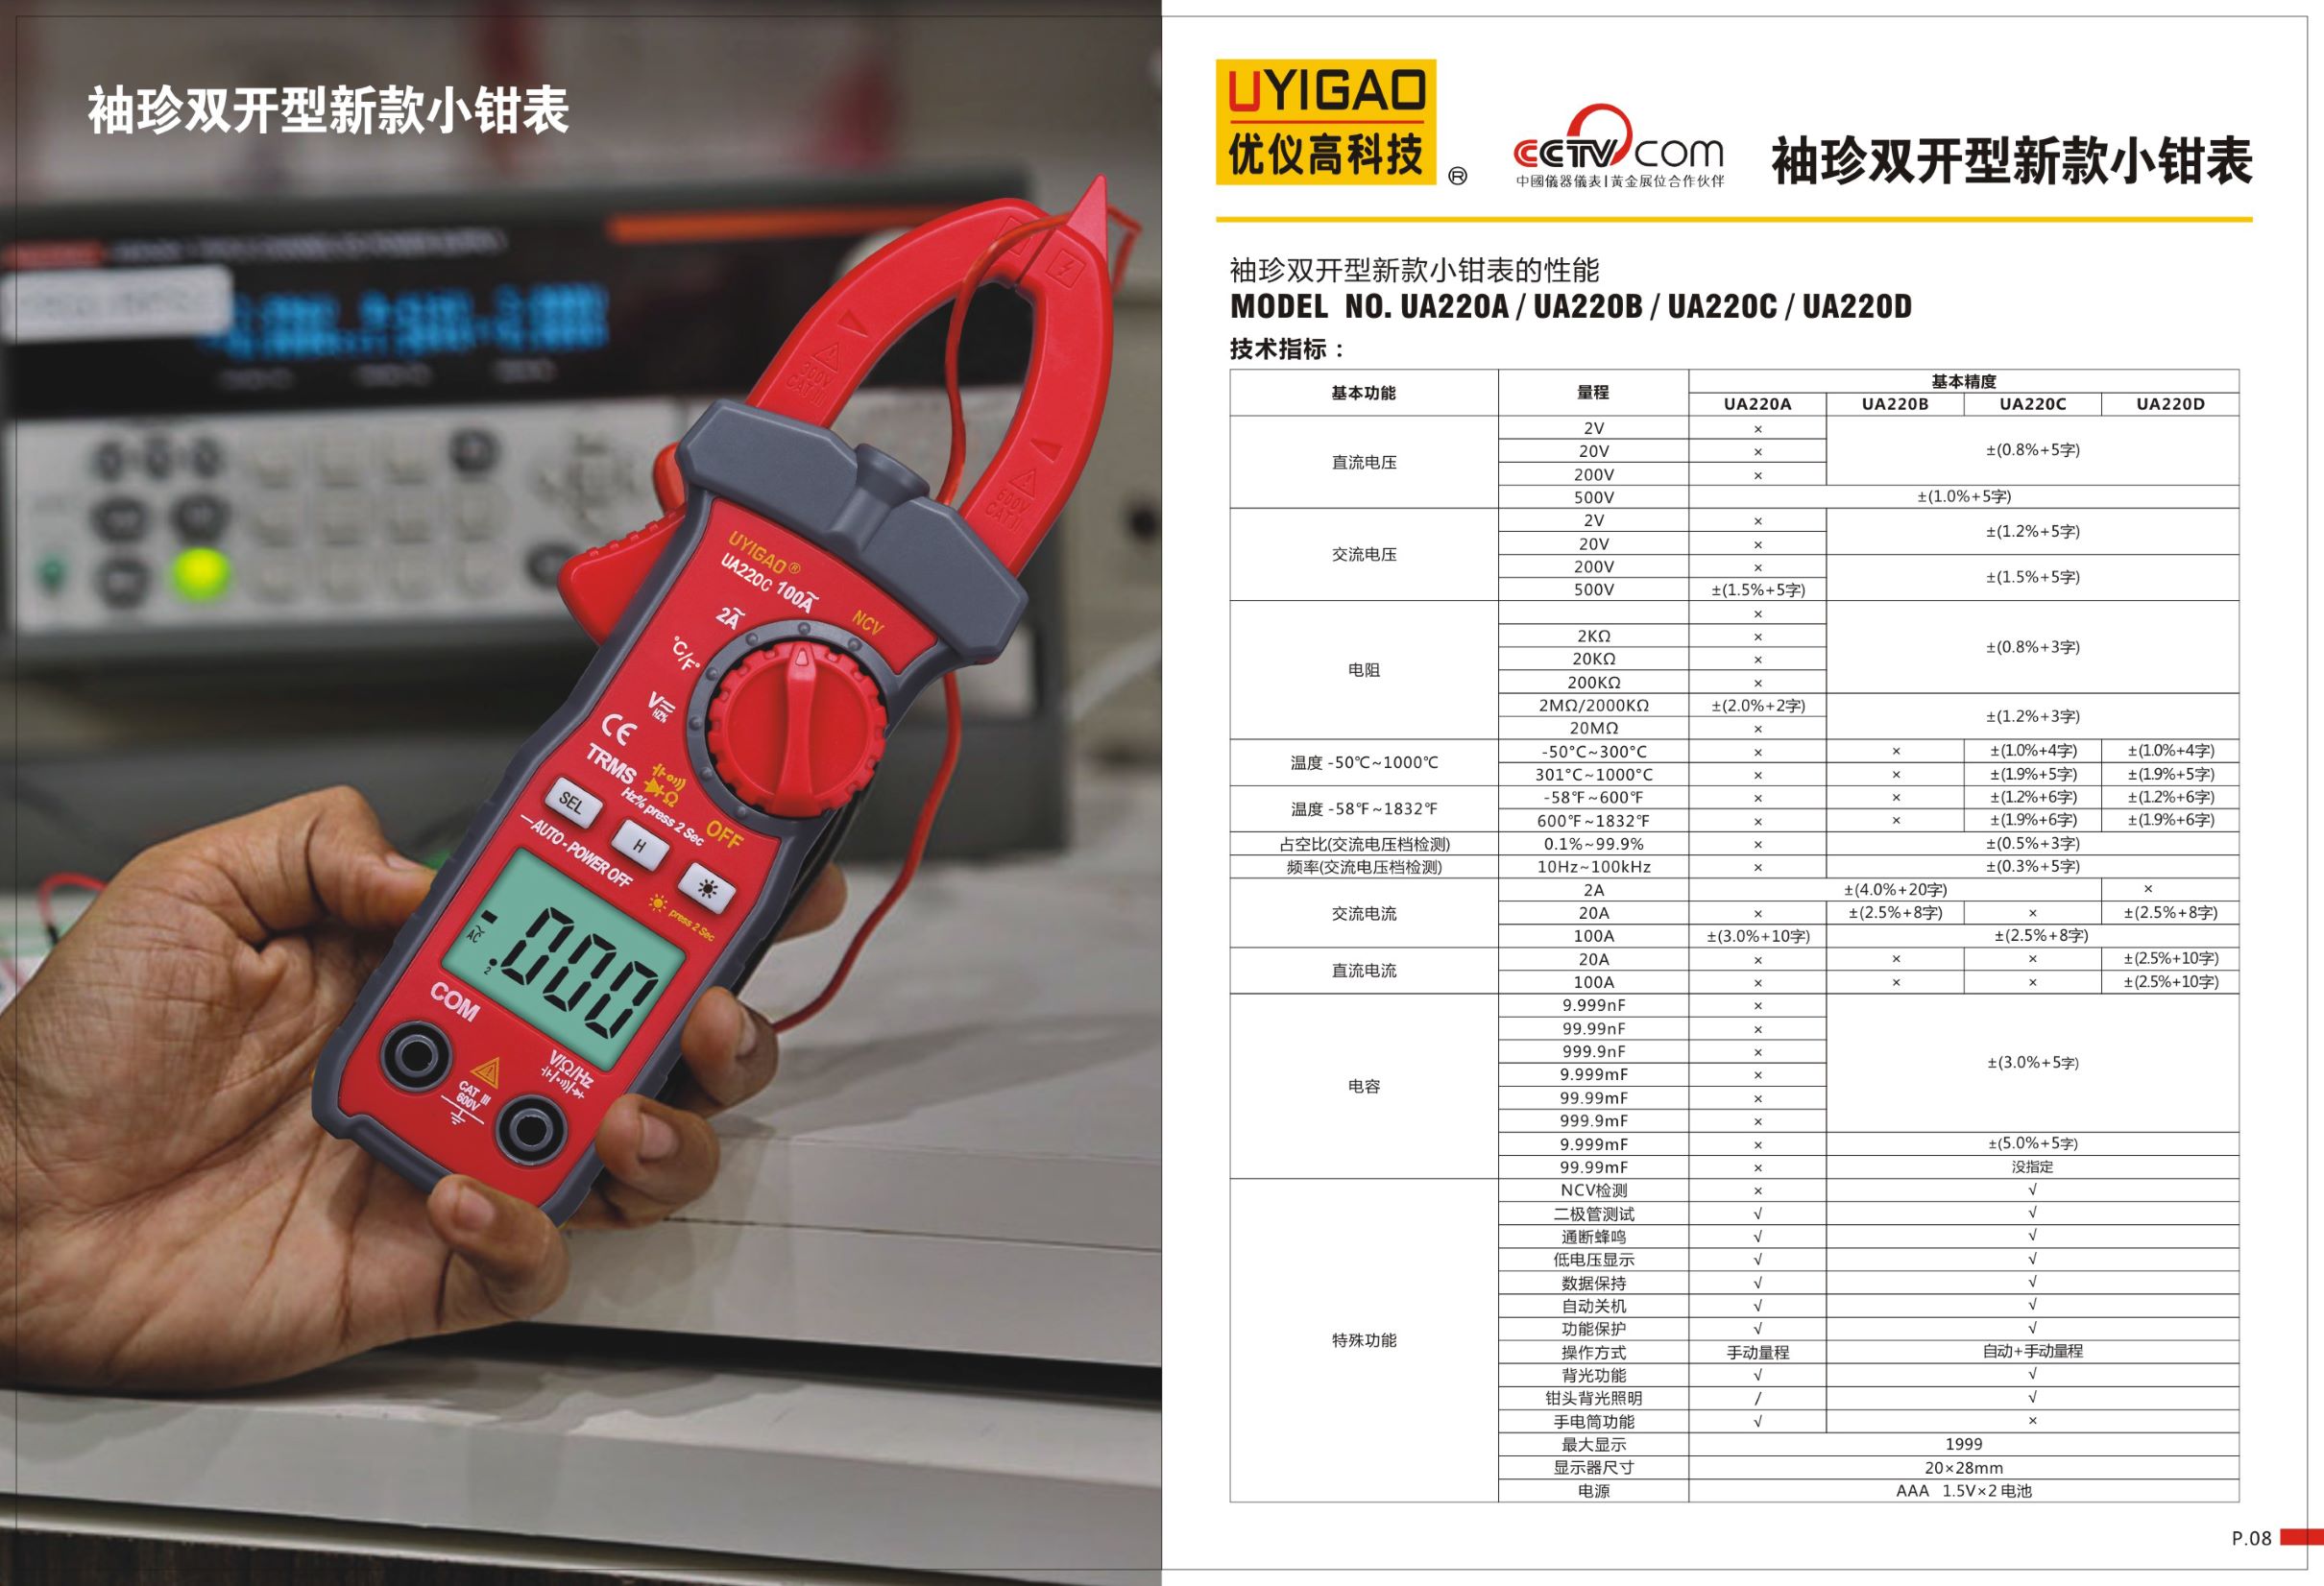 袖珍双开型新款小钳表
300V
CAT III
600V
CAT III
UYIGAO®
UA220C 100A
NCV
2A
°C/F°
V
HZ%
CE
TRMS
Ω
Hz% press 2 Sec
OFF
SEL
H
AUTO-POWER OFF
press 2 Sec
AC
.000
2
COM
V/Ω/Hz
CAT III
600V
UYIGAO
优仪高科技
®
CCTV.com
中國儀器儀表|黃金展位合作伙伴
袖珍双开型新款小钳表
袖珍双开型新款小钳表的性能
MODEL NO. UA220A / UA220B / UA220C / UA220D
技术指标：
基本功能 量程 基本精度
UA220A UA220B UA220C UA220D
直流电压 2V × ±(0.8%+5字)
20V ×
200V ×
500V ±(1.0%+5字)
交流电压 2V × ±(1.2%+5字)
20V ×
200V × ±(1.5%+5字)
500V ±(1.5%+5字)
电阻 × ±(0.8%+3字)
2KΩ ×
20KΩ ×
200KΩ ×
2MΩ/2000KΩ ±(2.0%+2字) ±(1.2%+3字)
20MΩ ×
温度 -50℃~1000℃ -50°C~300°C × × ±(1.0%+4字) ±(1.0%+4字)
301°C~1000°C × × ±(1.9%+5字) ±(1.9%+5字)
温度 -58℉~1832℉ -58℉~600℉ × × ±(1.2%+6字) ±(1.2%+6字)
600℉~1832℉ × × ±(1.9%+6字) ±(1.9%+6字)
占空比(交流电压档检测) 0.1%~99.9% × ±(0.5%+3字)
频率(交流电压档检测) 10Hz~100kHz × ±(0.3%+5字)
交流电流 2A ±(4.0%+20字) ×
20A × ±(2.5%+8字) × ±(2.5%+8字)
100A ±(3.0%+10字) ±(2.5%+8字)
直流电流 20A × × × ±(2.5%+10字)
100A × × × ±(2.5%+10字)
电容 9.999nF × ±(3.0%+5字)
99.99nF ×
999.9nF ×
9.999mF ×
99.99mF ×
999.9mF ×
9.999mF × ±(5.0%+5字)
99.99mF × 没指定
特殊功能 NCV检测 × √
二极管测试 √ √
通断蜂鸣 √ √
低电压显示 √ √
数据保持 √ √
自动关机 √ √
功能保护 √ √
操作方式 手动量程 自动+手动量程
背光功能 √ √
钳头背光照明 / √
手电筒功能 √ ×
最大显示 1999
显示器尺寸 20×28mm
电源 AAA 1.5V×2电池
P.08